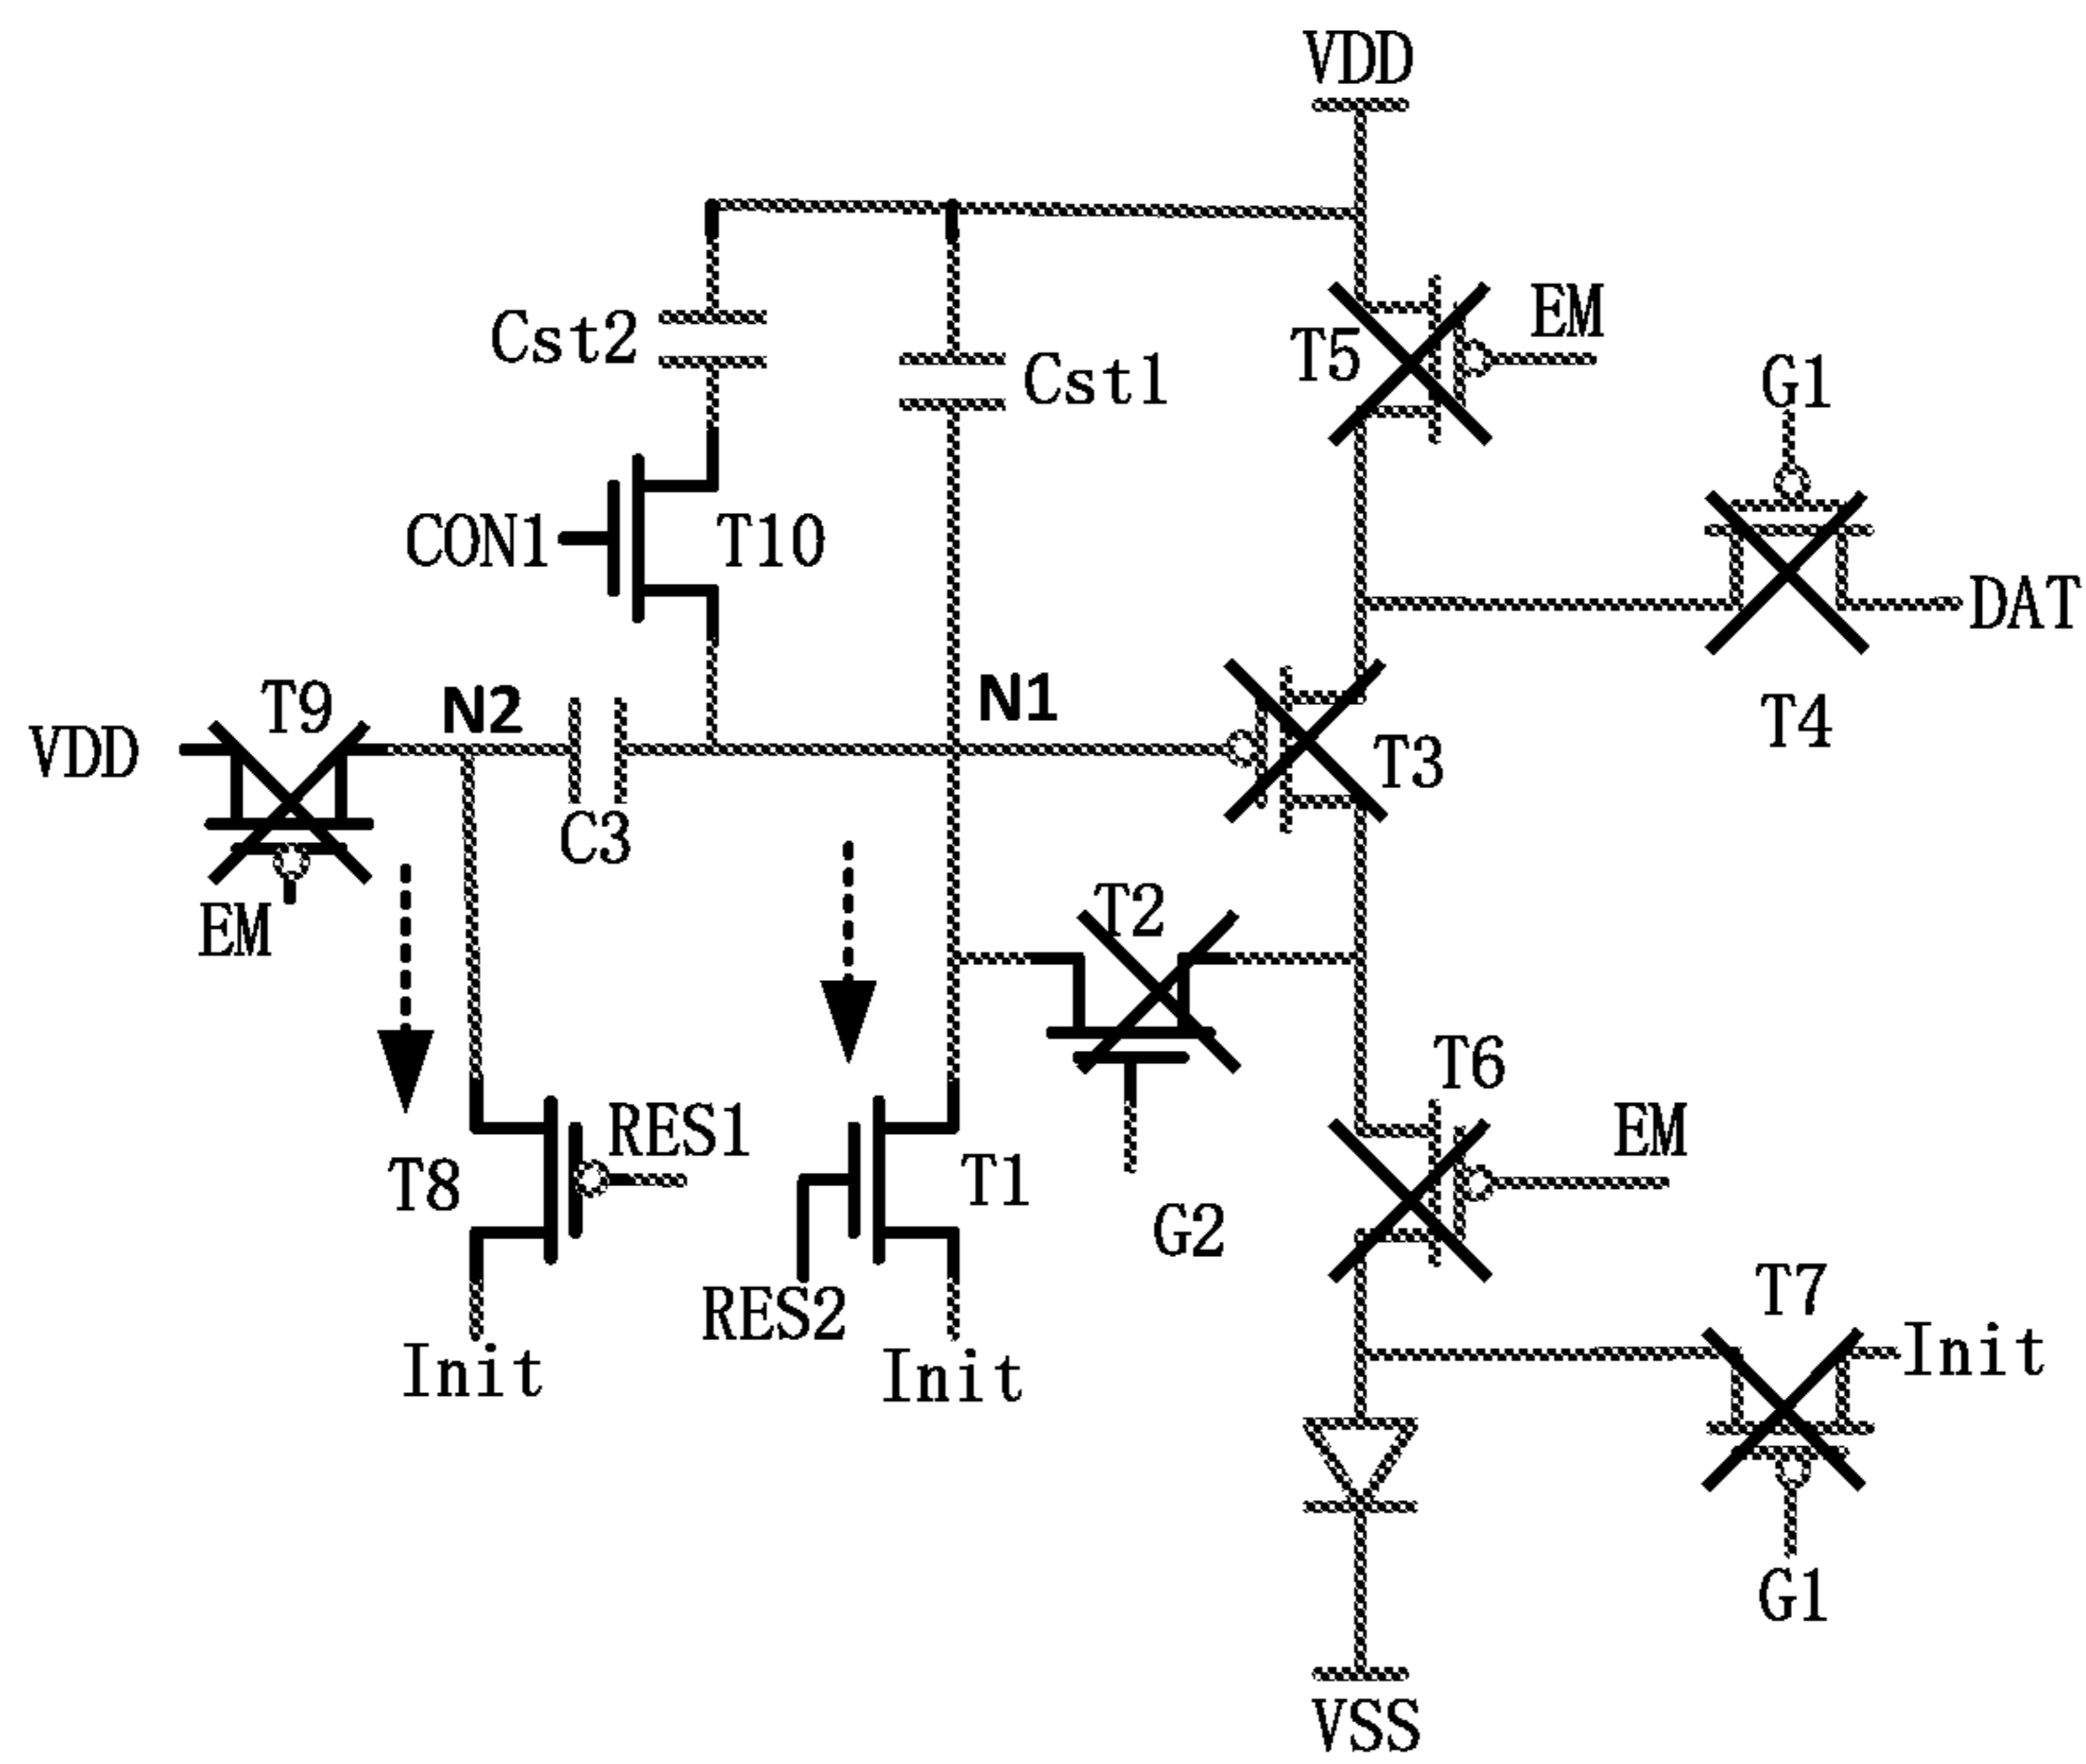 VDD
Cst2
Cst1
T5
EM
G1
CON1
T10
DAT
VDD
T9
N2
N1
C3
T3
T4
EM
T2
T6
RES1
EM
T8
T1
G2
RES2
T7
Init
Init
Init
G1
VSS